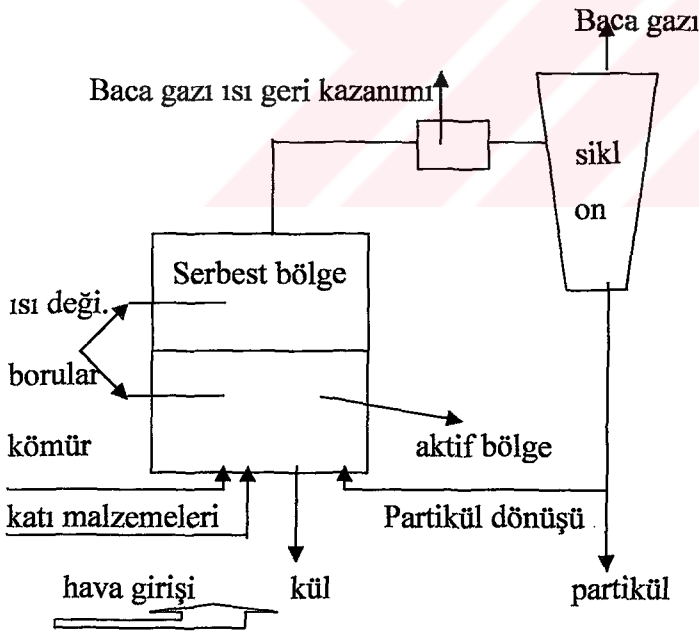 Baca gazı
Baca gazı ısı geri kazanımı
sikl
on
Serbest bölge
ısı deği.
borular
kömür
aktif bölge
katı malzemeleri
Partikül dönüşü
hava girişi
kül
partikül